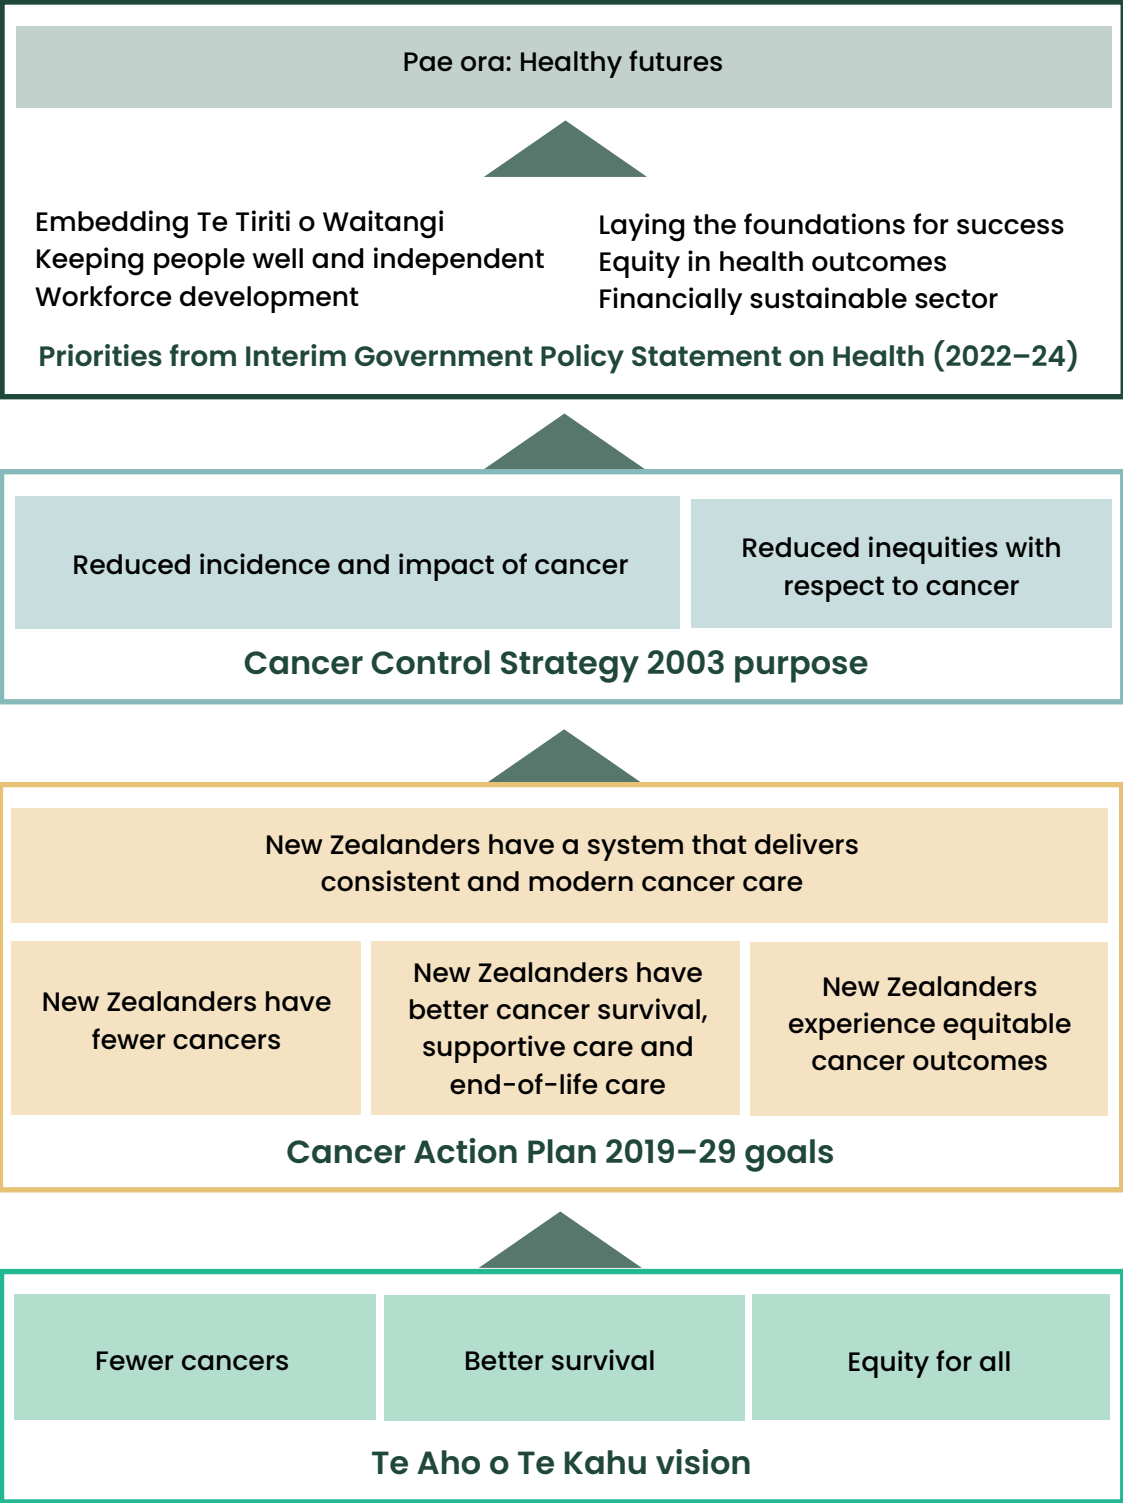 Pae ora: Healthy futures
Embedding Te Tiriti o Waitangi
Keeping people well and independent
Workforce development
Laying the foundations for success
Equity in health outcomes
Financially sustainable sector
Priorities from Interim Government Policy Statement on Health (2022–24)
Reduced incidence and impact of cancer
Reduced inequities with
respect to cancer
Cancer Control Strategy 2003 purpose
New Zealanders have a system that delivers
consistent and modern cancer care
New Zealanders have
fewer cancers
New Zealanders have
better cancer survival,
supportive care and
end-of-life care
New Zealanders
experience equitable
cancer outcomes
Cancer Action Plan 2019–29 goals
Fewer cancers
Better survival
Equity for all
Te Aho o Te Kahu vision